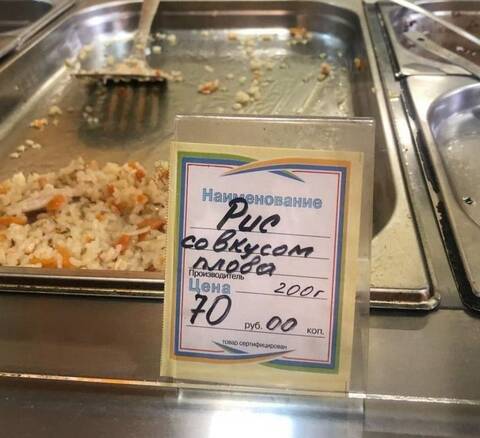 Наименование
Рис
со вкусом
плова
Производитель 200г
Цена
70 руб. 00 коп.
товар сертифицирован